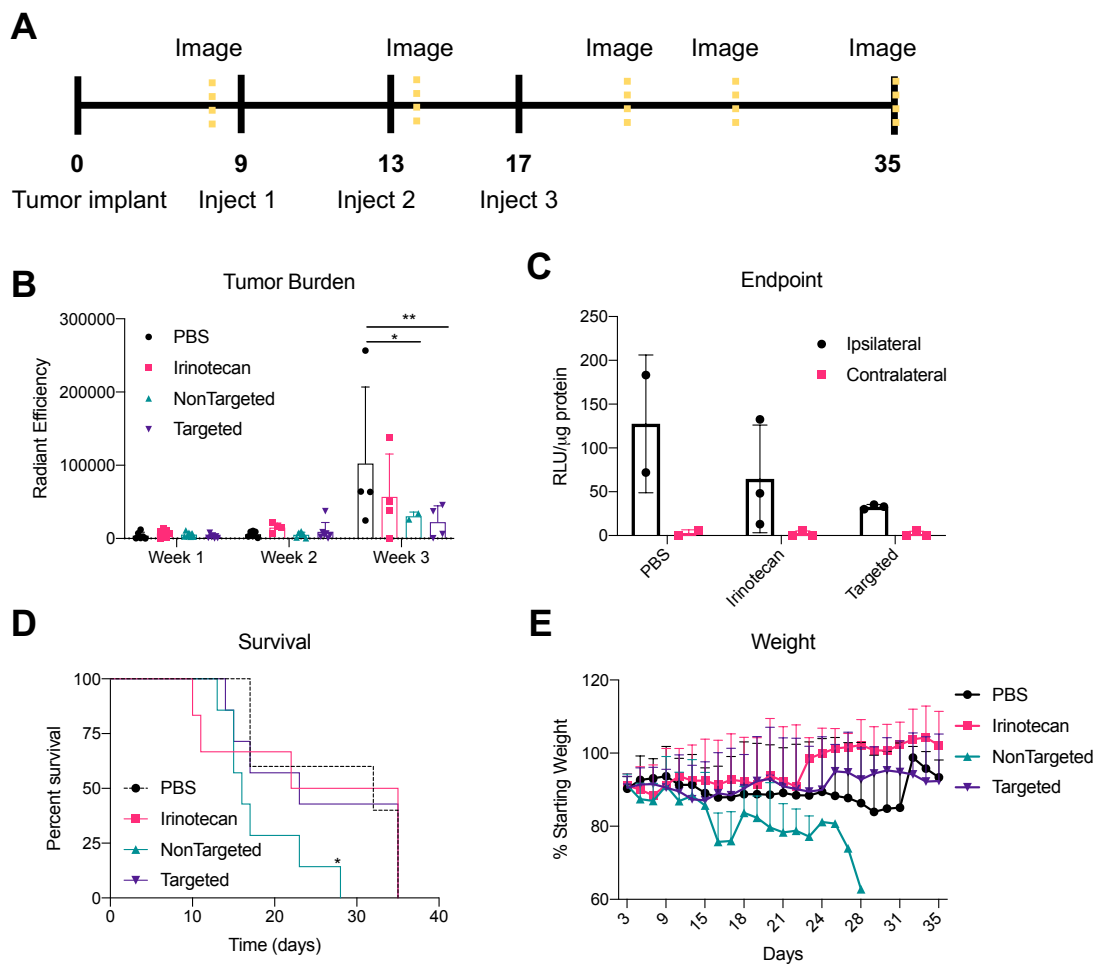 A
Image Image Image Image Image
0 9 13 17 35
Tumor implant Inject 1 Inject 2 Inject 3
B
Tumor Burden
Radiant Efficiency
300000
200000
100000
0
PBS
Irinotecan
NonTargeted
Targeted
**
*
Week 1 Week 2 Week 3
C
Endpoint
RLU/μg protein
250
200
150
100
50
0
Ipsilateral
Contralateral
PBS
Irinotecan
Targeted
D
Survival
Percent survival
100
75
50
25
0
PBS
Irinotecan
NonTargeted
Targeted
*
0 10 20 30 40
Time (days)
E
Weight
% Starting Weight
120
100
80
60
PBS
Irinotecan
NonTargeted
Targeted
3 9 15 18 21 24 28 31 35
Days